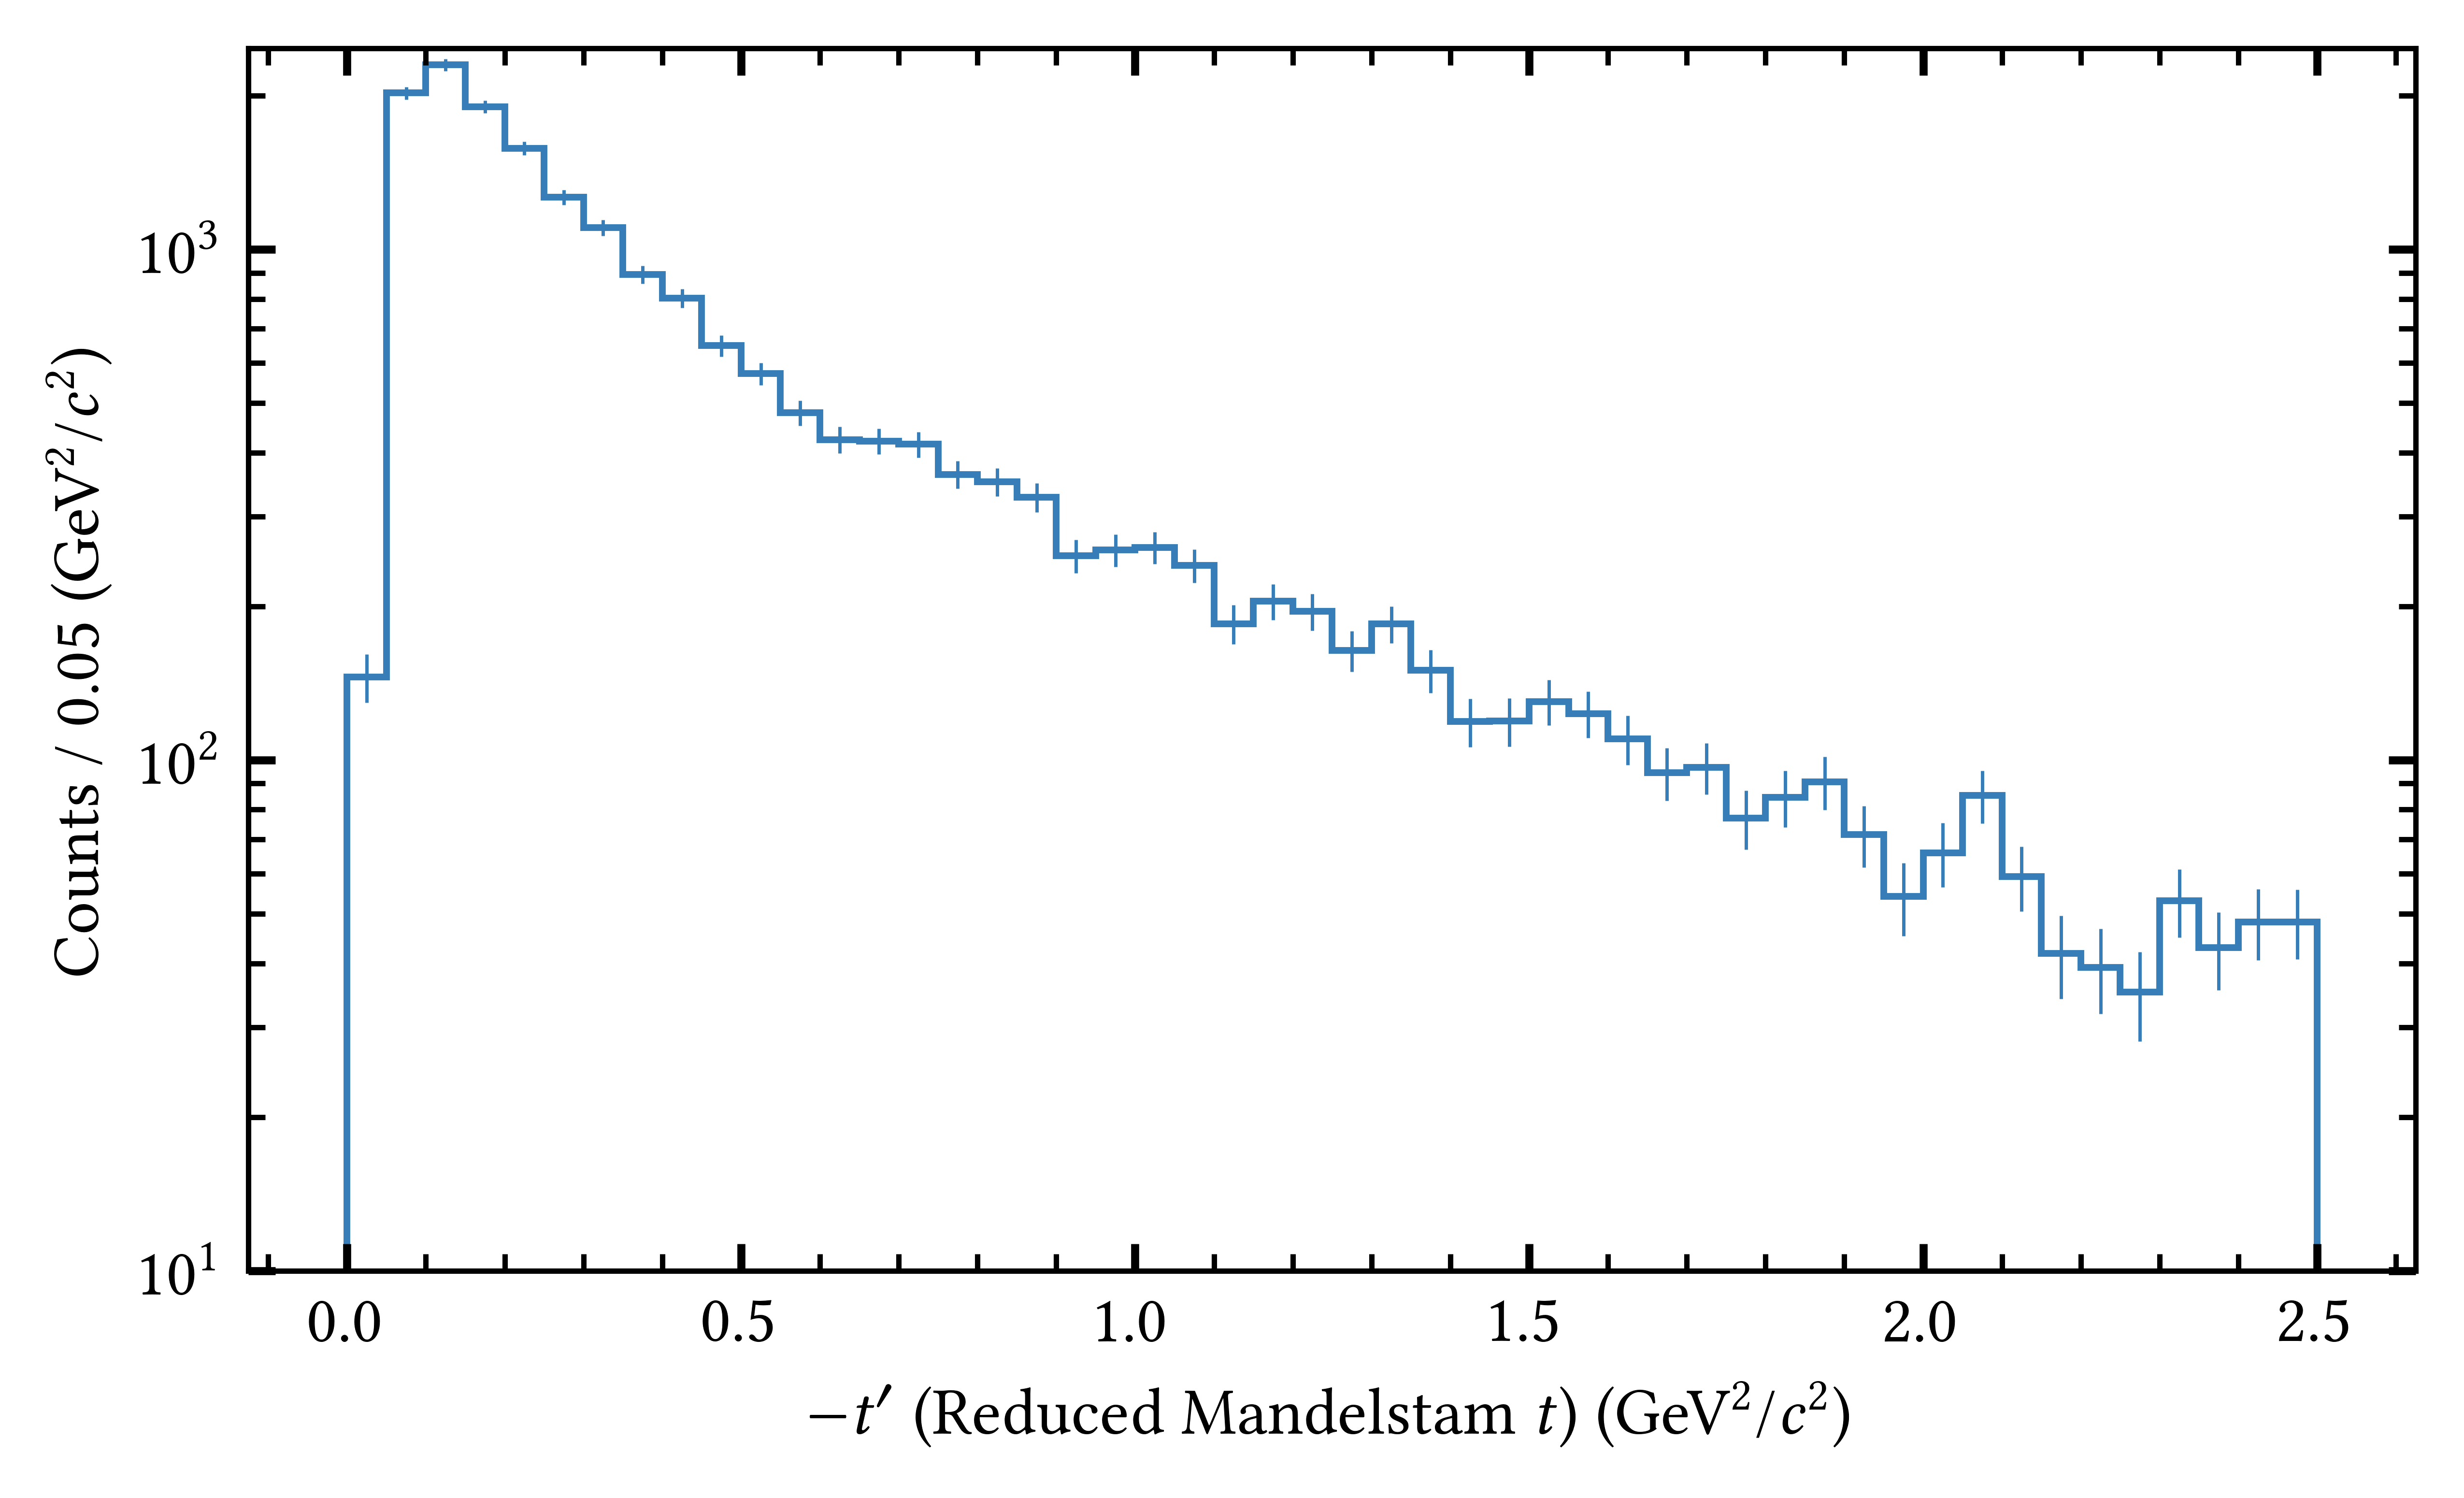 Counts / 0.05 (GeV²/c²)
10³
10²
10¹
0.0 0.5 1.0 1.5 2.0 2.5
−t′ (Reduced Mandelstam t) (GeV²/c²)